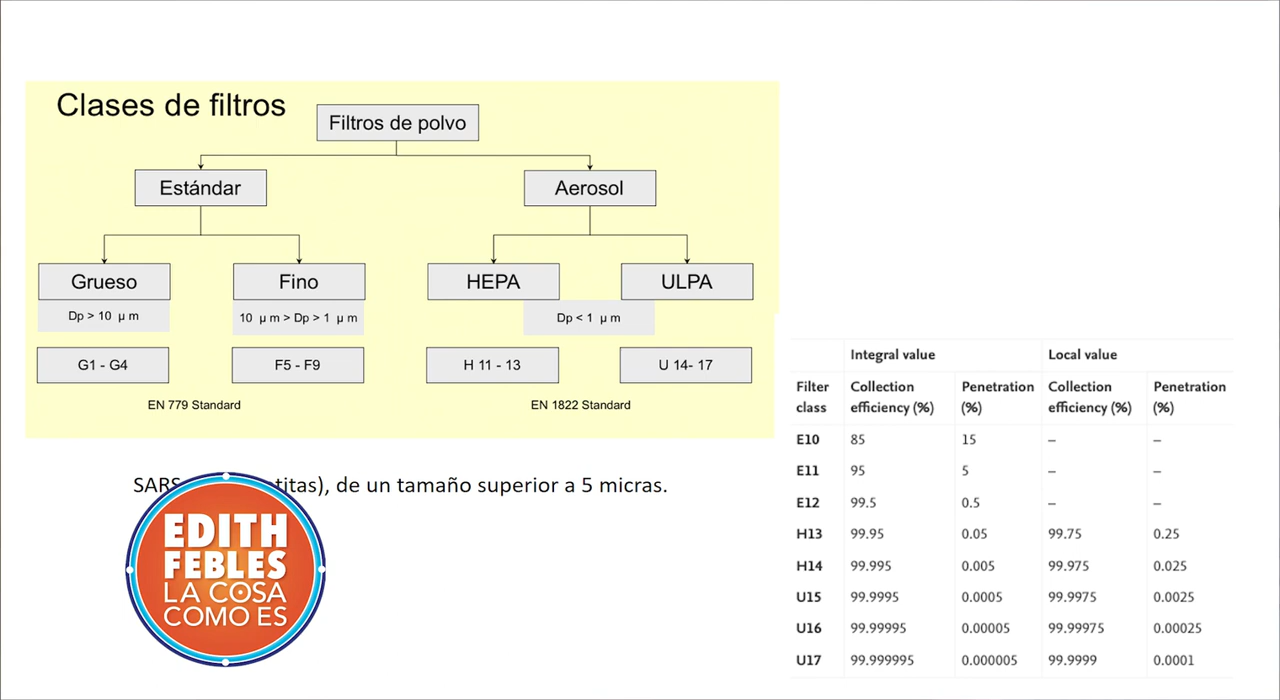 Clases de filtros
Filtros de polvo
Estándar
Aerosol
Grueso
Fino
HEPA
ULPA
Dp > 10 μ m
10 μ m > Dp > 1 μ m
Dp < 1 μ m
G1 - G4
F5 - F9
H 11 - 13
U 14- 17
EN 779 Standard
EN 1822 Standard
SARS titas), de un tamaño superior a 5 micras.
EDITH
FEBLES
LA COSA
COMO ES
Integral value Local value
Filter Collection Penetration Collection Penetration
class efficiency (%) (%) efficiency (%) (%)
E10 85 15 – –
E11 95 5 – –
E12 99.5 0.5 – –
H13 99.95 0.05 99.75 0.25
H14 99.995 0.005 99.975 0.025
U15 99.9995 0.0005 99.9975 0.0025
U16 99.99995 0.00005 99.99975 0.00025
U17 99.999995 0.000005 99.9999 0.0001